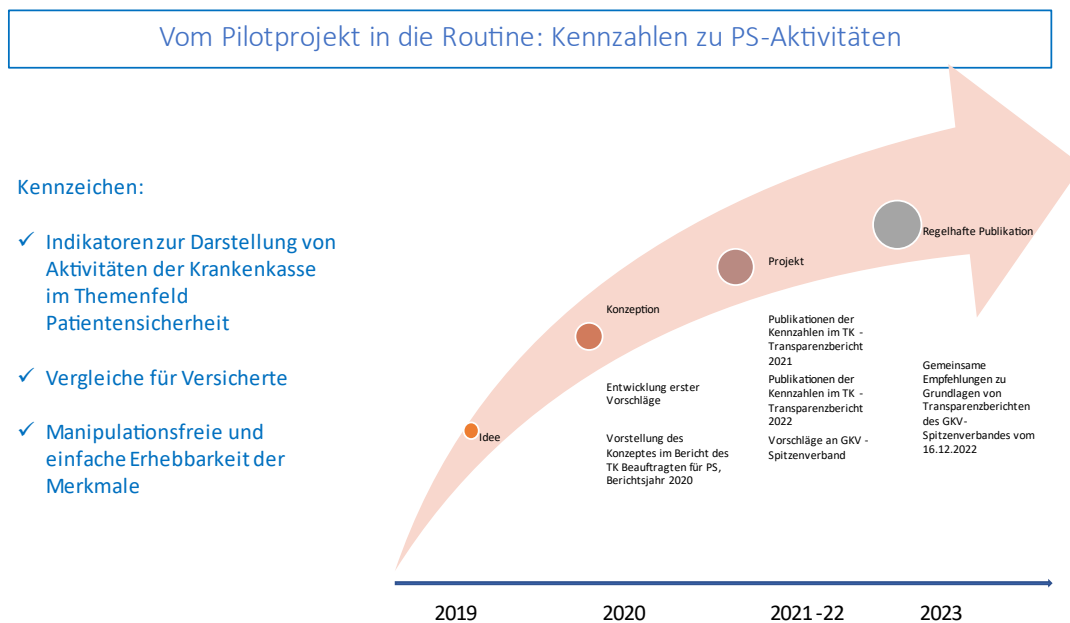 Vom Pilotprojekt in die Routine: Kennzahlen zu PS-Aktivitäten
Kennzeichen:
✓ Indikatoren zur Darstellung von
Aktivitäten der Krankenkasse
im Themenfeld
Patientensicherheit
✓ Vergleiche für Versicherte
✓ Manipulationsfreie und
einfache Erhebbarkeit der
Merkmale
Idee
Konzeption
Entwicklung erster
Vorschläge
Vorstellung des
Konzeptes im Bericht des
TK Beauftragten für PS,
Berichtsjahr 2020
Projekt
Publikationen der
Kennzahlen im TK -
Transparenzbericht
2021
Publikationen der
Kennzahlen im TK -
Transparenzbericht
2022
Vorschläge an GKV -
Spitzenverband
Regelhafte Publikation
Gemeinsame
Empfehlungen zu
Grundlagen von
Transparenzberichten
des GKV-
Spitzenverbandes vom
16.12.2022
2019
2020
2021-22
2023